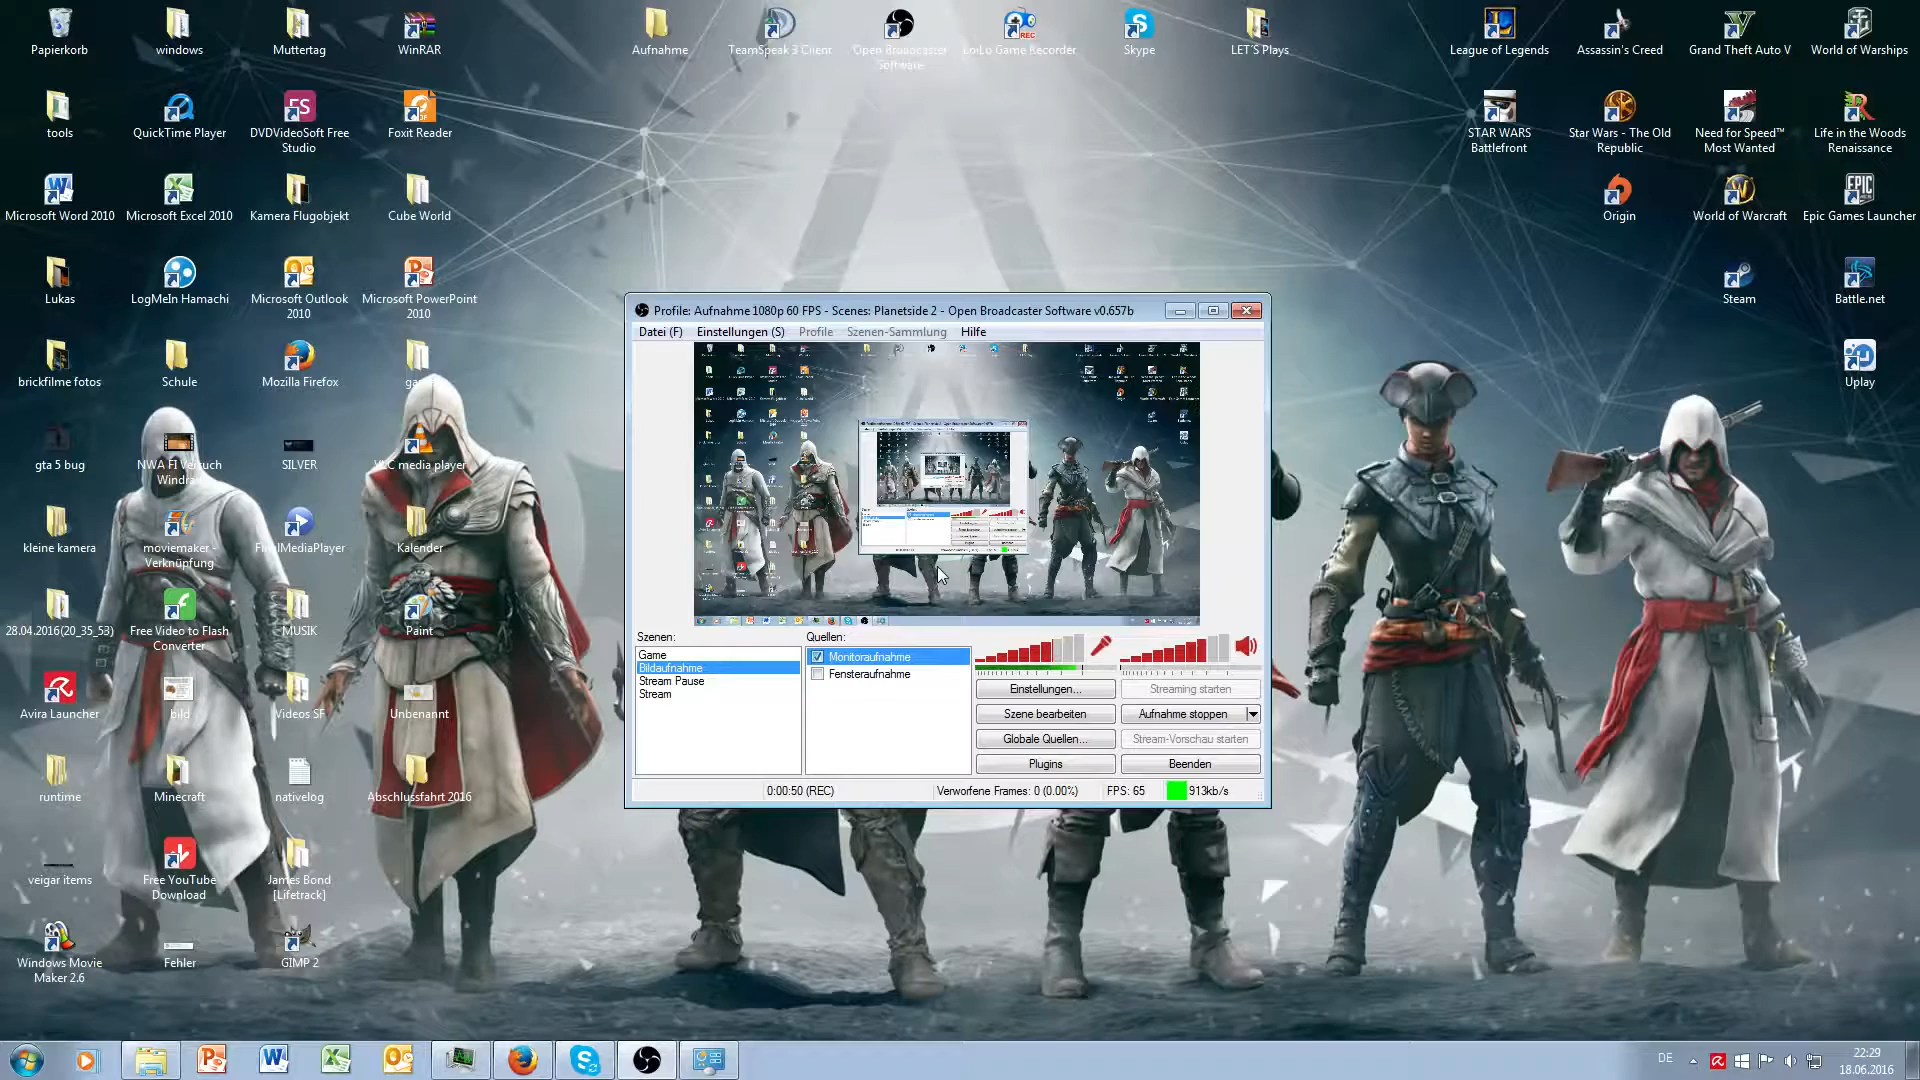 Papierkorb
windows
Muttertag
WinRAR
Aufnahme
TeamSpeak 3 Client
Open Broadcaster
Software
LoiLo Game Recorder
Skype
LET'S Plays
League of Legends
Assassin's Creed
Grand Theft Auto V
World of Warships
tools
QuickTime Player
DVDVideoSoft Free
Studio
Foxit Reader
STAR WARS
Battlefront
Star Wars - The Old
Republic
Need for Speed™
Most Wanted
Life in the Woods
Renaissance
Microsoft Word 2010
Microsoft Excel 2010
Kamera Flugobjekt
Cube World
Origin
World of Warcraft
Epic Games Launcher
Lukas
LogMeIn Hamachi
Microsoft Outlook
2010
Microsoft PowerPoint
2010
Steam
Battle.net
brickfilme fotos
Schule
Mozilla Firefox
Uplay
gta 5 bug
NWA FI Versuch
Windra
SILVER
VLC media player
kleine kamera
moviemaker -
Verknüpfung
FinalMediaPlayer
Kalender
28.04.2016(20_35_53)
Free Video to Flash
Converter
MUSIK
Paint
Avira Launcher
bild
Videos SF
Unbenannt
runtime
Minecraft
nativelog
Abschlussfahrt 2016
veigar items
Free YouTube
Download
James Bond
[Lifetrack]
Windows Movie
Maker 2.6
Fehler
GIMP 2
Profile: Aufnahme 1080p 60 FPS - Scenes: Planetside 2 - Open Broadcaster Software v0.657b
Datei (F) Einstellungen (S) Profile Szenen-Sammlung Hilfe
Szenen:
Game
Bildaufnahme
Stream Pause
Stream
Quellen:
Monitoraufnahme
Fensteraufnahme
Einstellungen...
Streaming starten
Szene bearbeiten
Aufnahme stoppen
Globale Quellen...
Stream-Vorschau starten
Plugins
Beenden
0:00:50 (REC)
Verworfene Frames: 0 (0.00%)
FPS: 65
913kb/s
DE
22:29
18.06.2016